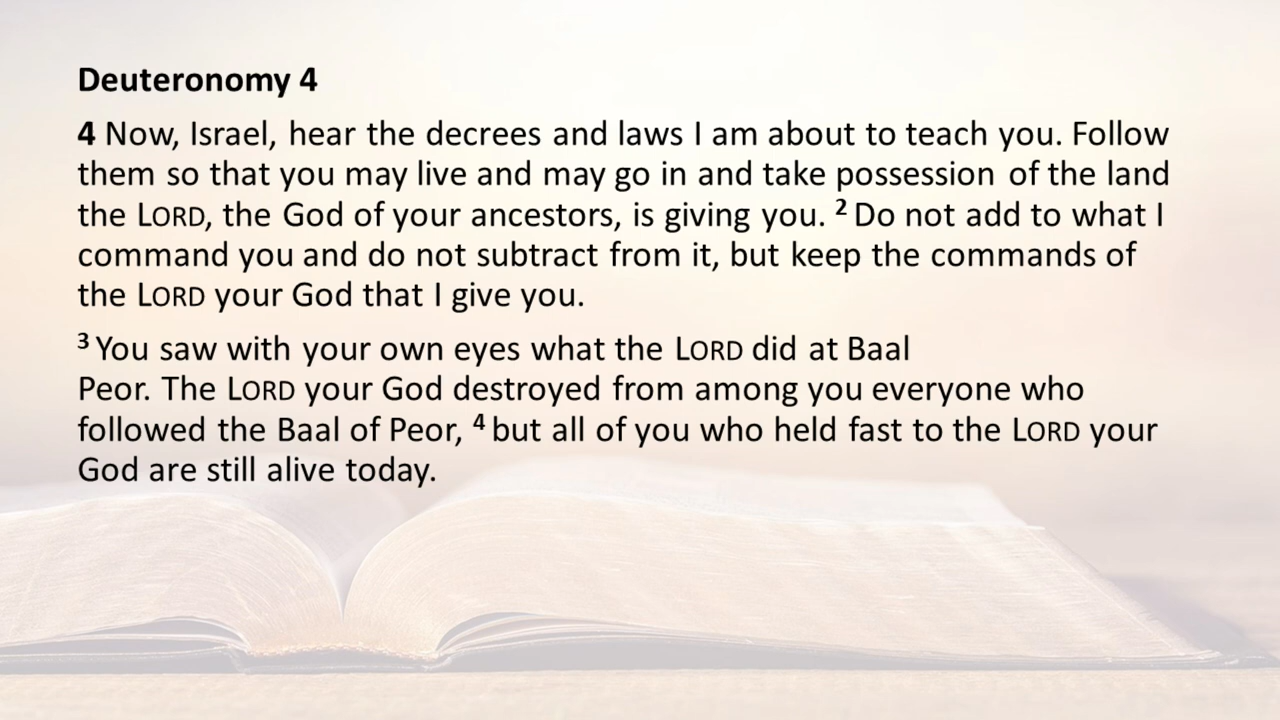 Deuteronomy 4
4 Now, Israel, hear the decrees and laws I am about to teach you. Follow
them so that you may live and may go in and take possession of the land
the LORD, the God of your ancestors, is giving you. 2 Do not add to what I
command you and do not subtract from it, but keep the commands of
the LORD your God that I give you.
3 You saw with your own eyes what the LORD did at Baal
Peor. The LORD your God destroyed from among you everyone who
followed the Baal of Peor, 4 but all of you who held fast to the LORD your
God are still alive today.